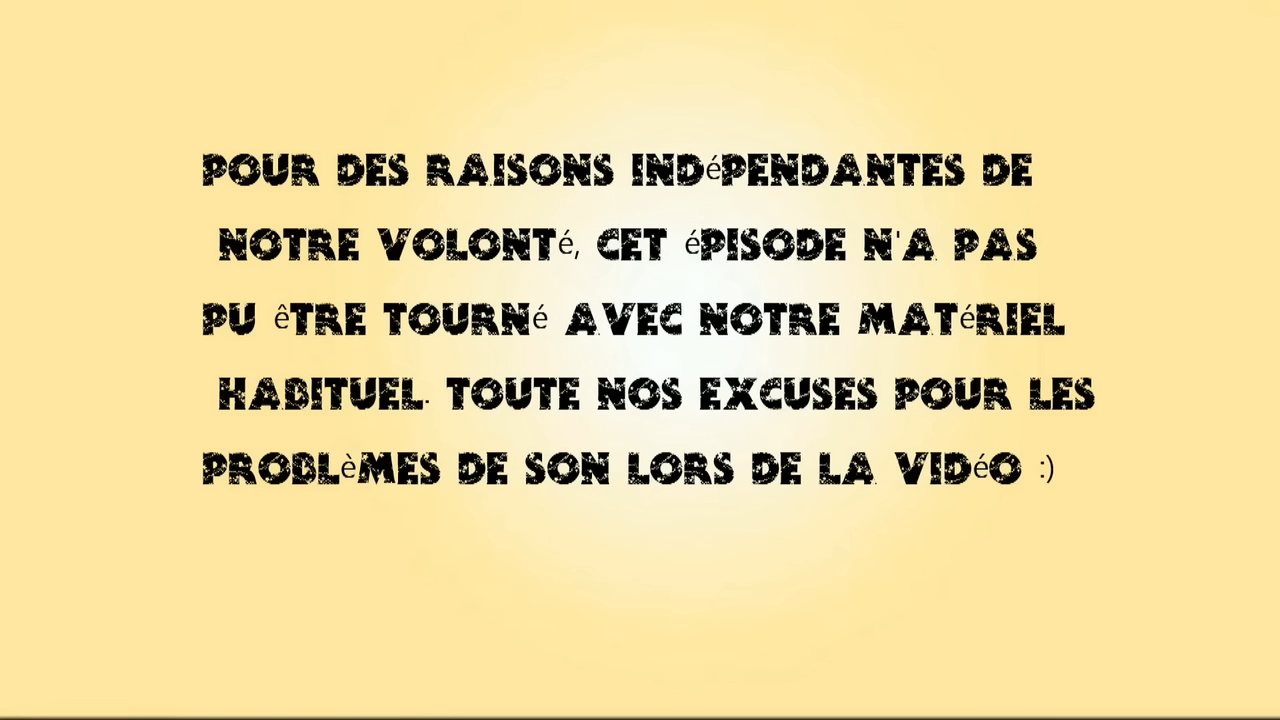 POUR DES RAISONS INDéPENDANTES DE
NOTRE VOLONTé, CET éPISODE N'A PAS
PU êTRE TOURNé AVEC NOTRE MATéRIEL
HABITUEL. TOUTE NOS EXCUSES POUR LES
PROBLèMES DE SON LORS DE LA VIDéO :)